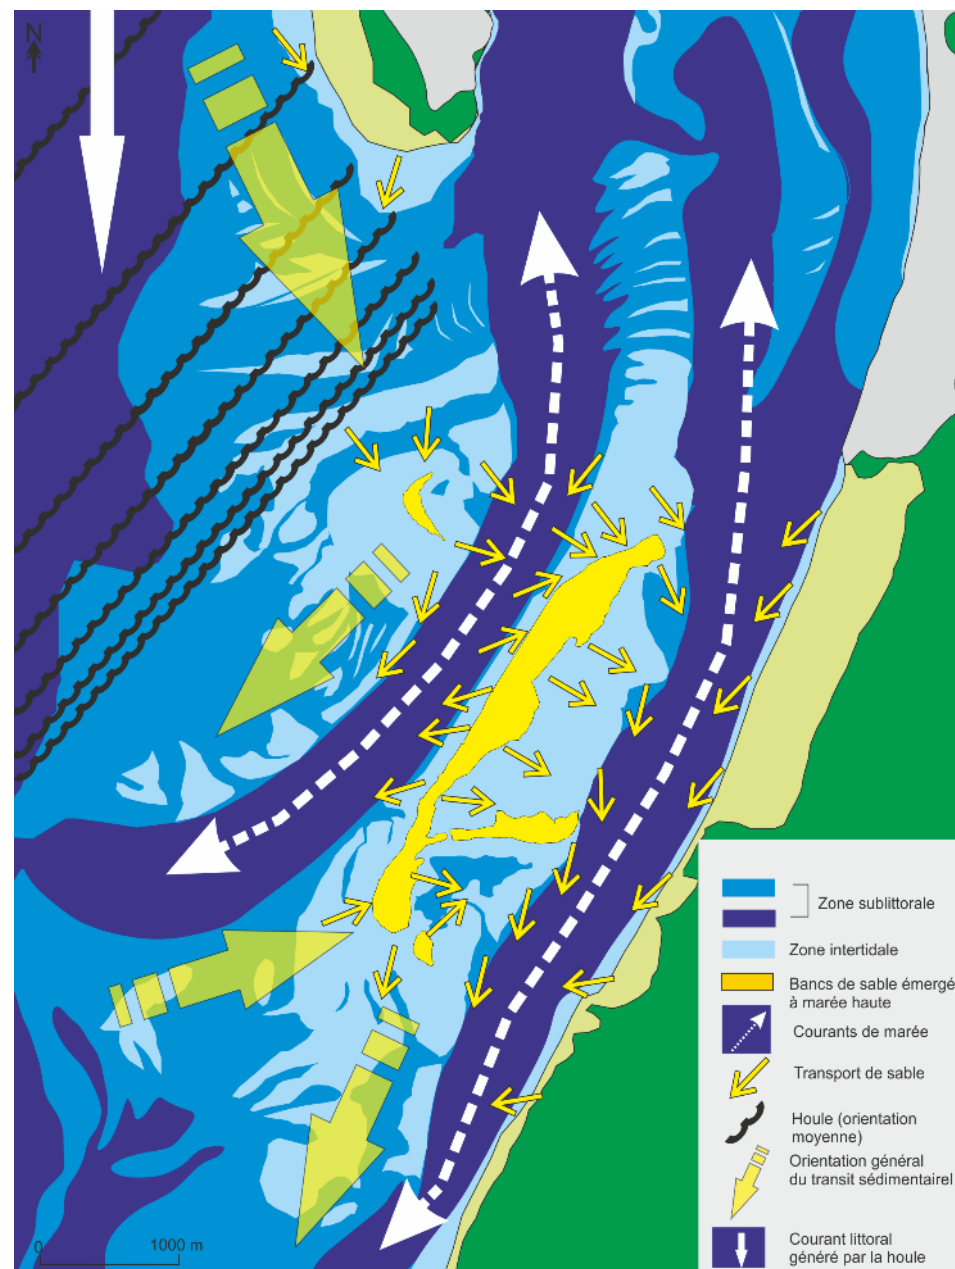 N
Zone sublittorale
Zone intertidale
Bancs de sable émergé
à marée haute
Courants de marée
Transport de sable
Houle (orientation
moyenne)
Orientation général
du transit sédimentairel
Courant littoral
généré par la houle
0 1000 m